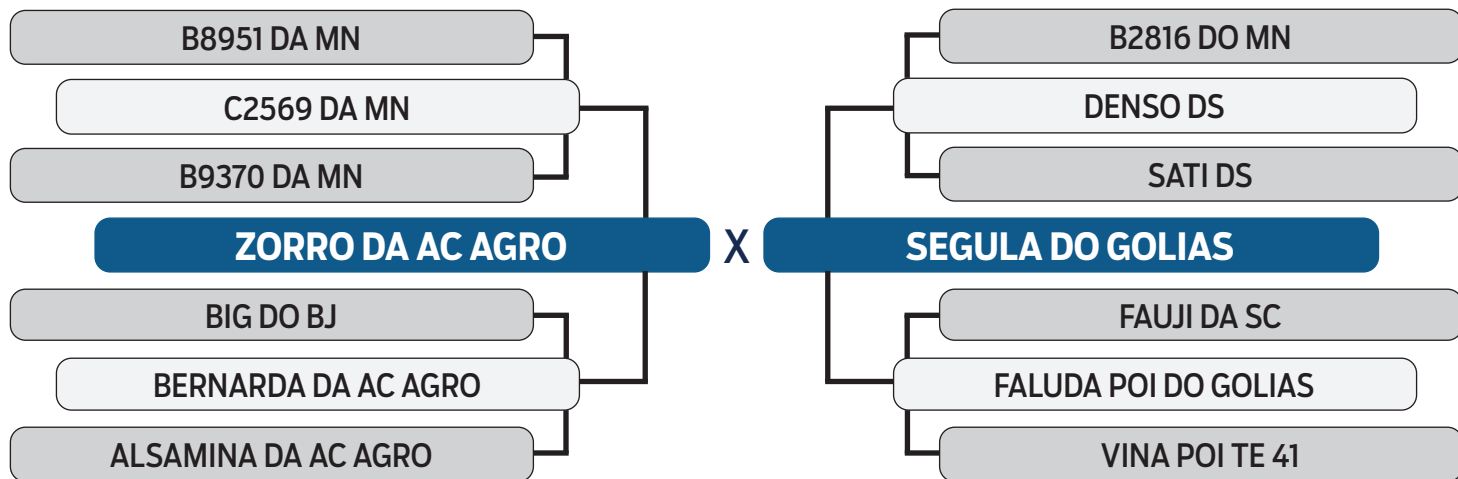 B8951 DA MN
C2569 DA MN
B9370 DA MN
ZORRO DA AC AGRO
BIG DO BJ
BERNARDA DA AC AGRO
ALSAMINA DA AC AGRO
X
B2816 DO MN
DENSO DS
SATI DS
SEGULA DO GOLIAS
FAUJI DA SC
FALUDA POI DO GOLIAS
VINA POI TE 41